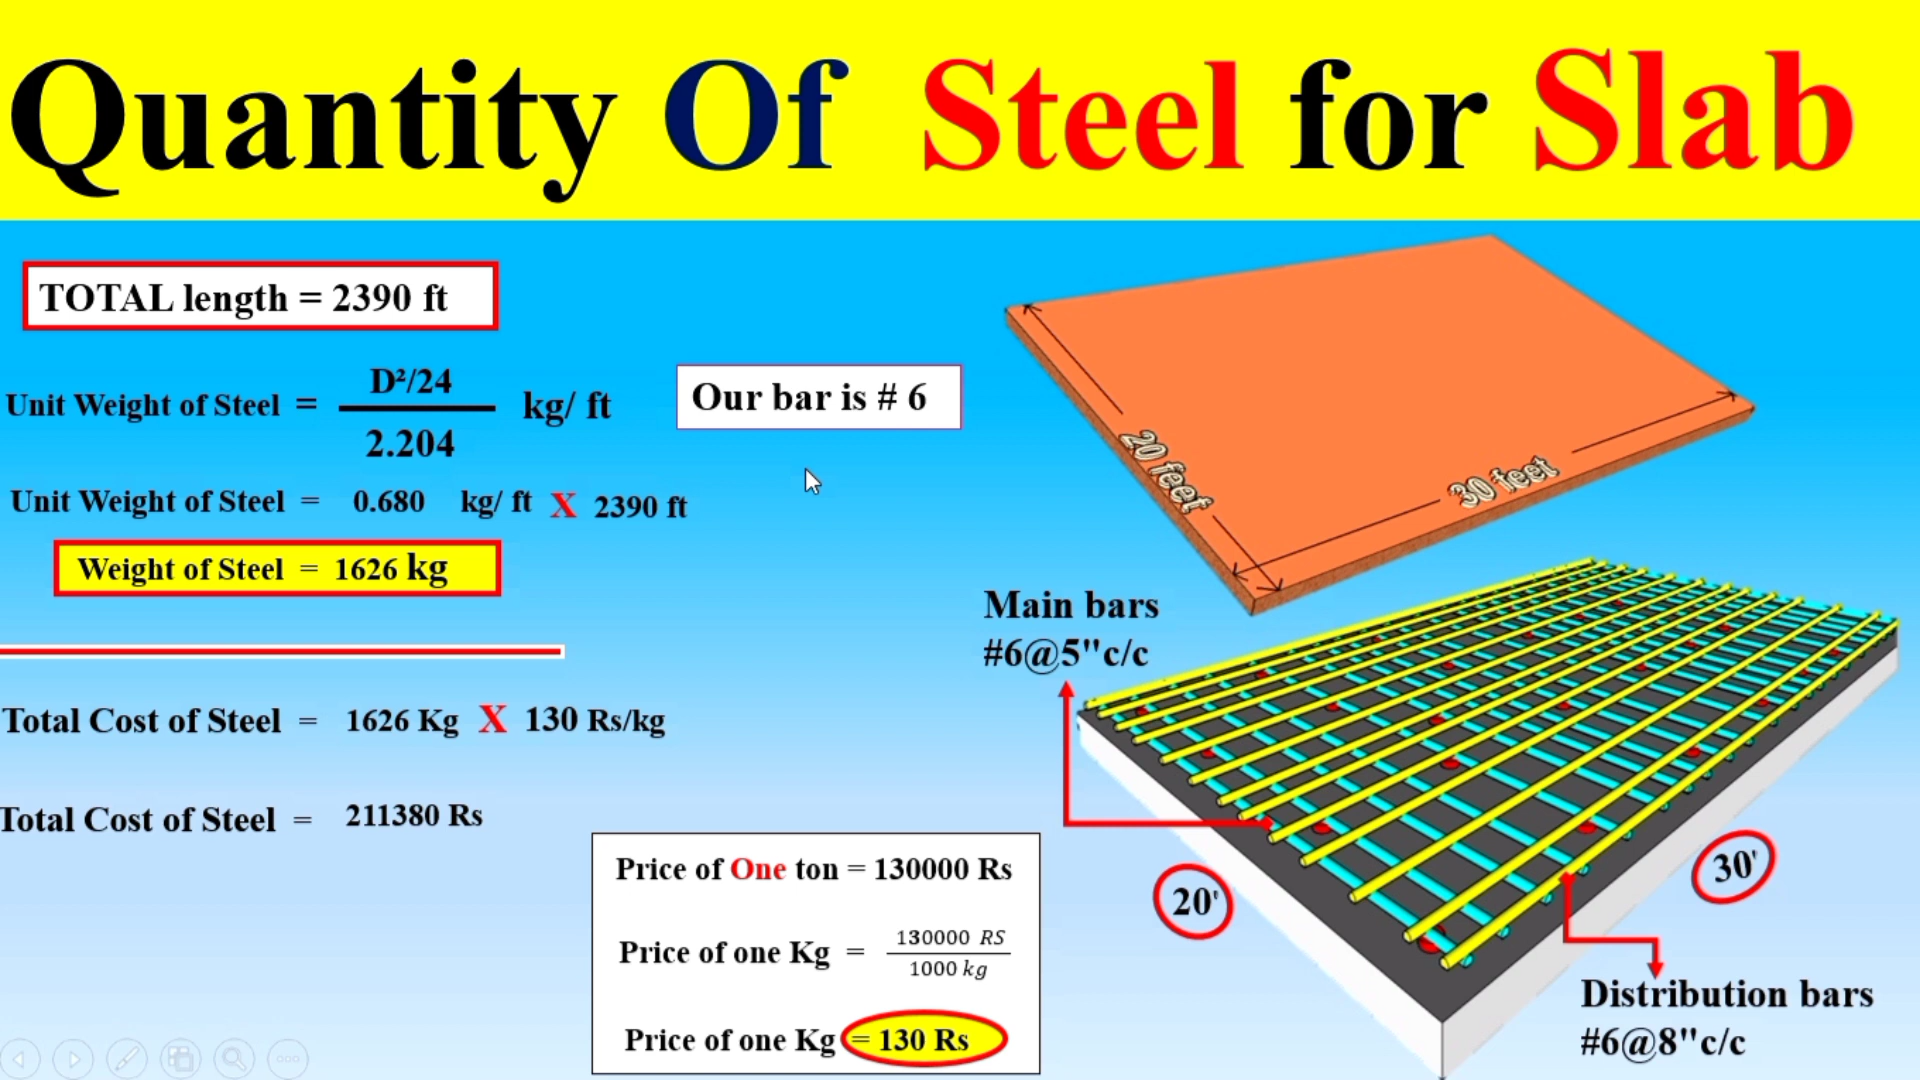 Quantity Of Steel for Slab
TOTAL length = 2390 ft
Unit Weight of Steel = D²/24 kg/ ft
2.204
Our bar is # 6
Unit Weight of Steel = 0.680 kg/ ft X 2390 ft
Weight of Steel = 1626 kg
Total Cost of Steel = 1626 Kg X 130 Rs/kg
Total Cost of Steel = 211380 Rs
Price of One ton = 130000 Rs
Price of one Kg = 130000 RS
1000 kg
Price of one Kg = 130 Rs
20 feet
30 feet
Main bars
#6@5"c/c
20'
30'
Distribution bars
#6@8"c/c